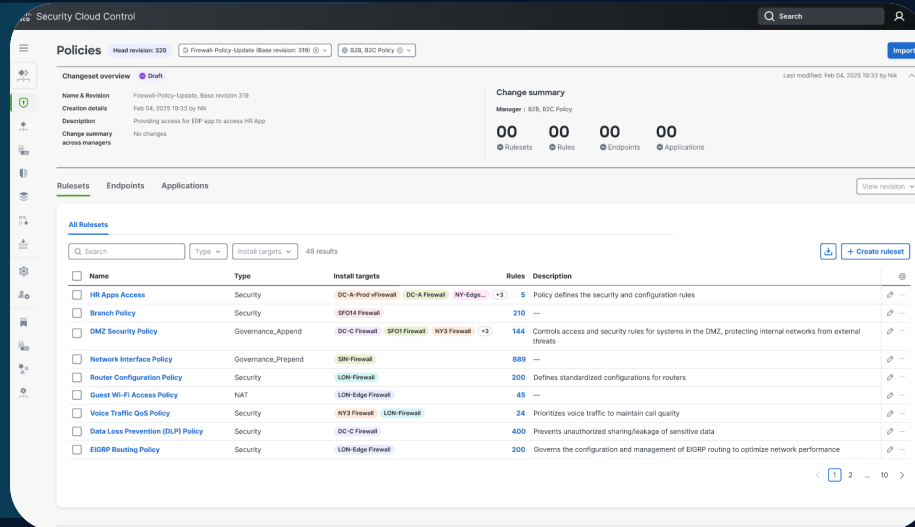 Security Cloud Control
Search
Policies
Head revision: 320
Firewall-Policy-Update (Base revision: 319)
B2B, B2C Policy
Import
Changeset overview
Draft
Last modified: Feb 04, 2025 19:33 by Nik
Name & Revision Firewall-Policy-Update, Base revision 319
Creation details Feb 04, 2025 19:33 by Nik
Description Providing access for ERP app to access HR App
Change summary across managers No changes
Change summary
Manager : B2B, B2C Policy
00 00 00 00
Rulesets Rules Endpoints Applications
Rulesets Endpoints Applications
View revision
All Rulesets
Search Type Install targets 48 results
+ Create ruleset
Name Type Install targets Rules Description
HR Apps Access Security DC-A-Prod vFirewall DC-A Firewall NY-Edge... +3 5 Policy defines the security and configuration rules
Branch Policy Security SFO14 Firewall 210 —
DMZ Security Policy Governance_Append DC-C Firewall SFO1 Firewall NY3 Firewall +3 144 Controls access and security rules for systems in the DMZ, protecting internal networks from external
threats
Network Interface Policy Governance_Prepend SIN-Firewall 889 —
Router Configuration Policy Security LON-Firewall 200 Defines standardized configurations for routers
Guest Wi-Fi Access Policy NAT LON-Edge Firewall 45 —
Voice Traffic QoS Policy Security NY3 Firewall LON-Firewall 24 Prioritizes voice traffic to maintain call quality
Data Loss Prevention (DLP) Policy Security DC-C Firewall 400 Prevents unauthorized sharing/leakage of sensitive data
EIGRP Routing Policy Security LON-Edge Firewall 200 Governs the configuration and management of EIGRP routing to optimize network performance
1 2 ... 10